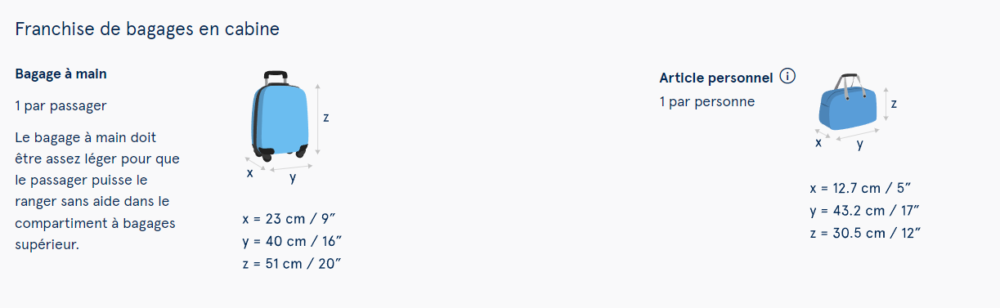 Franchise de bagages en cabine
Bagage à main
1 par passager
Le bagage à main doit
être assez léger pour que
le passager puisse le
ranger sans aide dans le
compartiment à bagages
supérieur.
z
x
y
x = 23 cm / 9”
y = 40 cm / 16”
z = 51 cm / 20”
Article personnel
1 par personne
z
x
y
x = 12.7 cm / 5”
y = 43.2 cm / 17”
z = 30.5 cm / 12”